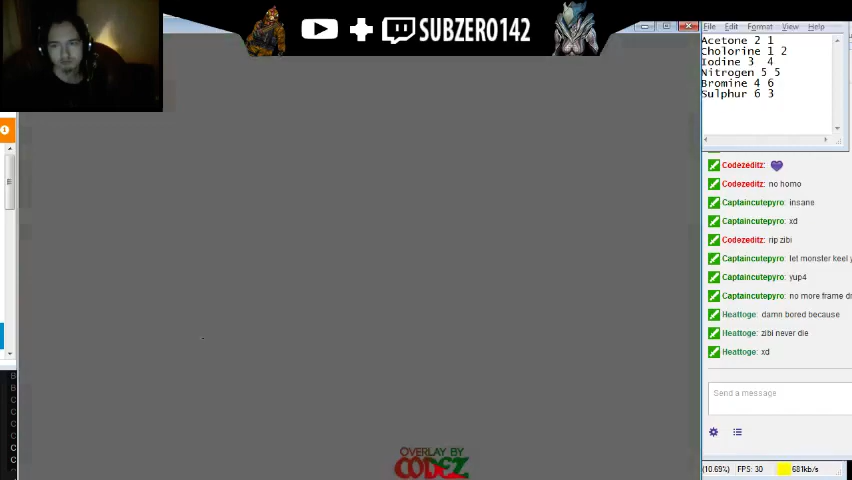 SUBZERO142
File Edit Format View Help
Acetone 2 1
Cholorine 1 2
Iodine 3 4
Nitrogen 5 5
Bromine 4 6
Sulphur 6 3
Codezeditz:
Codezeditz: no homo
Captaincutepyro: insane
Captaincutepyro: xd
Codezeditz: rip zibi
Captaincutepyro: let monster keel
Captaincutepyro: yup4
Captaincutepyro: no more frame
Heattoge: damn bored because
Heattoge: zibi never die
Heattoge: xd
Send a message
OVERLAY BY
CODEZ
(10.69%) FPS: 30 681kb/s